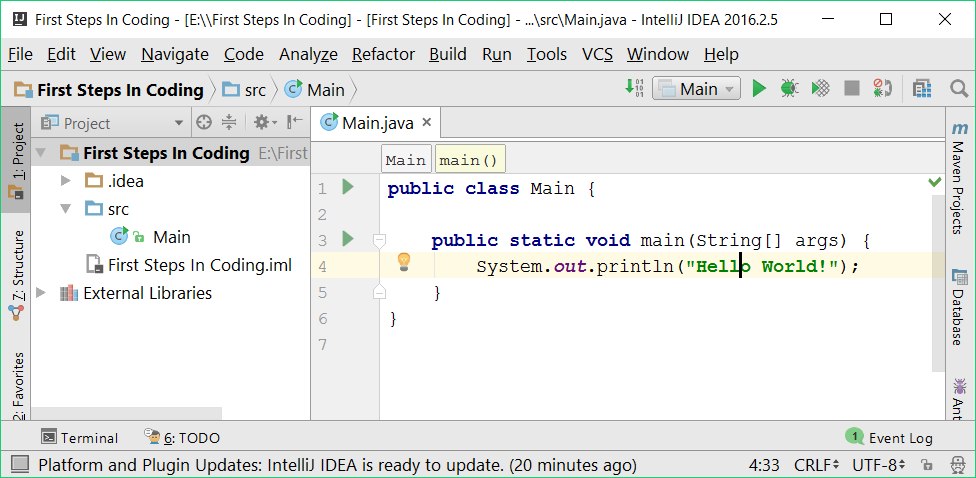 First Steps In Coding - [E:\\First Steps In Coding] - [First Steps In Coding] - ...\src\Main.java - IntelliJ IDEA 2016.2.5
File Edit View Navigate Code Analyze Refactor Build Run Tools VCS Window Help
First Steps In Coding src Main Main
1: Project
Project
Main.java ×
First Steps In Coding E:\First
.idea
src
Main
First Steps In Coding.iml
External Libraries
Z: Structure
2: Favorites
Main main()
1 public class Main {
2
3 public static void main(String[] args) {
4 System.out.println("Hello World!");
5 }
6 }
7
Maven Projects
Database
Ant
Terminal 6: TODO 1 Event Log
Platform and Plugin Updates: IntelliJ IDEA is ready to update. (20 minutes ago) 4:33 CRLF UTF-8